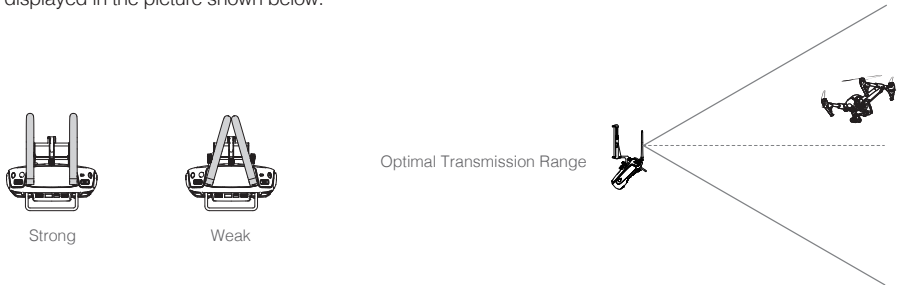 displayed in the picture shown below.
Optimal Transmission Range
Strong
Weak